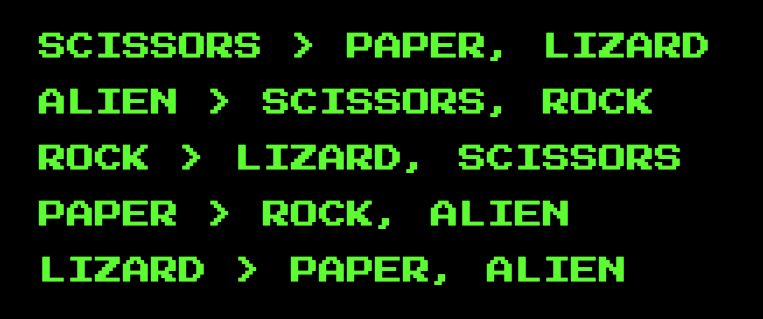 SCISSORS > PAPER, LIZARD
ALIEN > SCISSORS, ROCK
ROCK > LIZARD, SCISSORS
PAPER > ROCK, ALIEN
LIZARD > PAPER, ALIEN